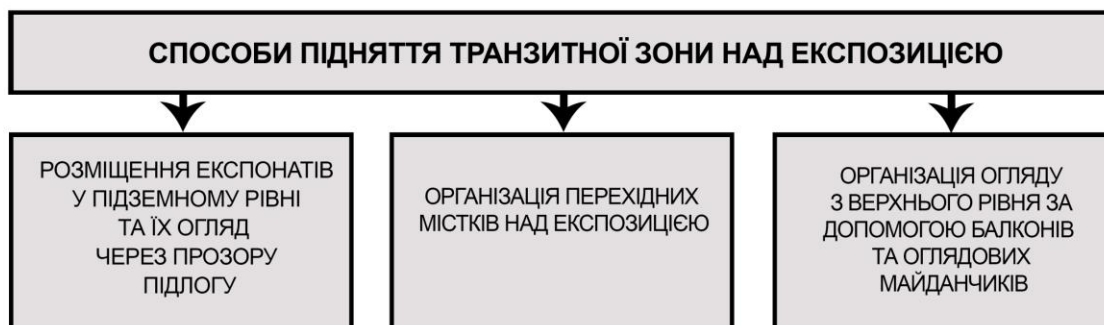 СПОСОБИ ПІДНЯТТЯ ТРАНЗИТНОЇ ЗОНИ НАД ЕКСПОЗИЦІЄЮ
РОЗМІЩЕННЯ ЕКСПОНАТІВ
У ПІДЗЕМНОМУ РІВНІ
ТА ЇХ ОГЛЯД
ЧЕРЕЗ ПРОЗОРУ
ПІДЛОГУ
ОРГАНІЗАЦІЯ ПЕРЕХІДНИХ
МІСТКІВ НАД ЕКСПОЗИЦІЄЮ
ОРГАНІЗАЦІЯ ОГЛЯДУ
З ВЕРХНЬОГО РІВНЯ ЗА
ДОПОМОГОЮ БАЛКОНІВ
ТА ОГЛЯДОВИХ
МАЙДАНЧИКІВ